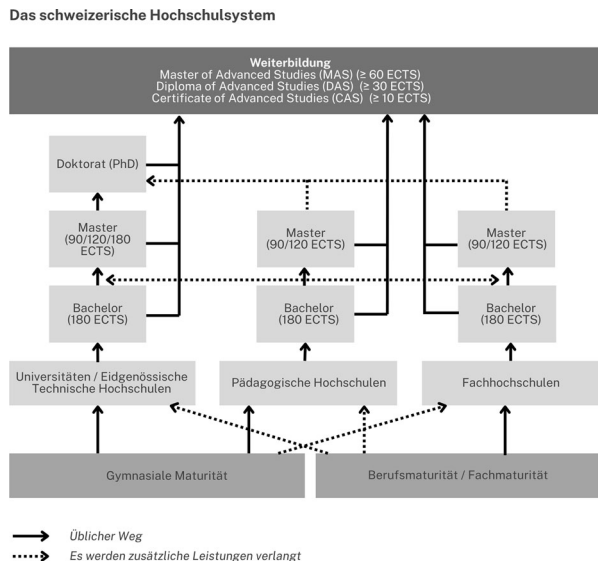 Das schweizerische Hochschulsystem
Weiterbildung
Master of Advanced Studies (MAS) (≥ 60 ECTS)
Diploma of Advanced Studies (DAS) (≥ 30 ECTS)
Certificate of Advanced Studies (CAS) (≥ 10 ECTS)
Doktorat (PhD)
Master
(90/120/180
ECTS)
Master
(90/120 ECTS)
Master
(90/120 ECTS)
Bachelor
(180 ECTS)
Bachelor
(180 ECTS)
Bachelor
(180 ECTS)
Universitäten / Eidgenössische
Technische Hochschulen
Pädagogische Hochschulen
Fachhochschulen
Gymnasiale Maturität
Berufsmaturität / Fachmaturität
Üblicher Weg
Es werden zusätzliche Leistungen verlangt